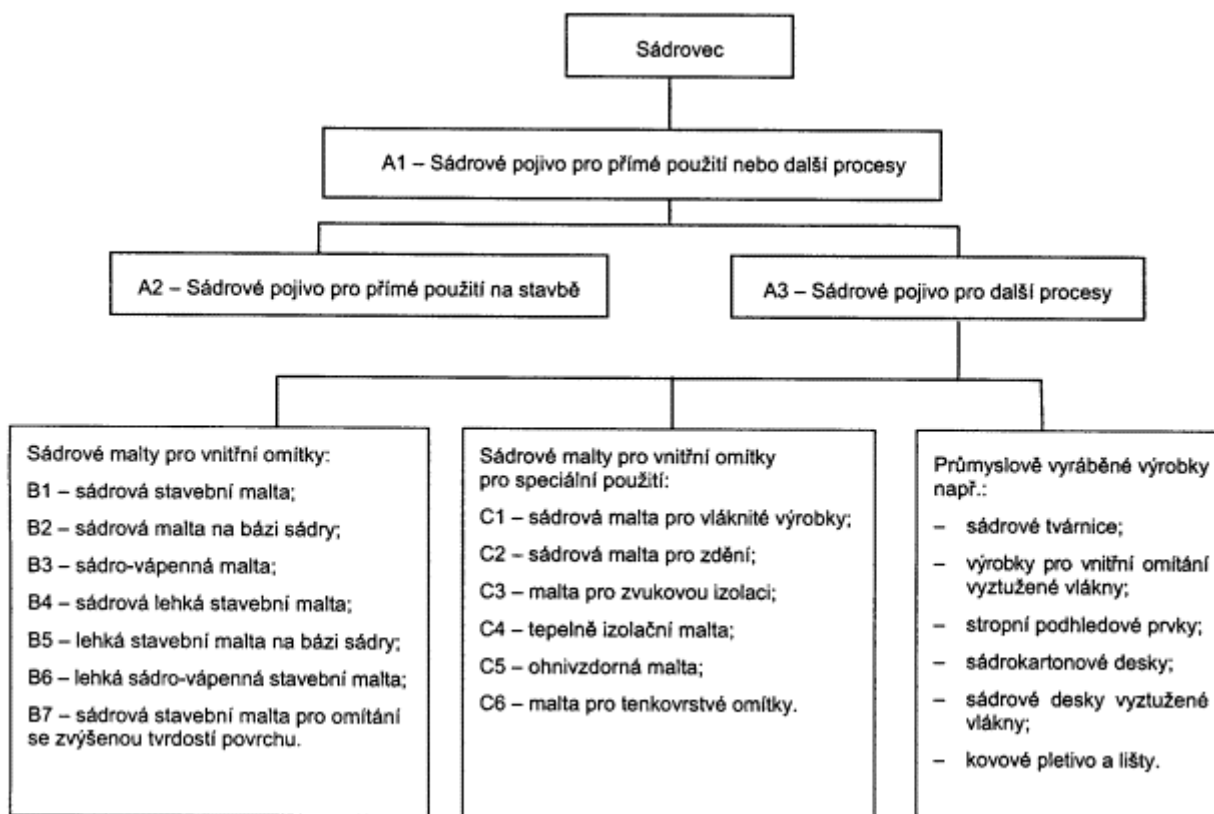 Sádrovec
A1 – Sádrové pojivo pro přímé použití nebo další procesy
A2 – Sádrové pojivo pro přímé použití na stavbě
A3 – Sádrové pojivo pro další procesy
Sádrové malty pro vnitřní omítky:
B1 – sádrová stavební malta;
B2 – sádrová malta na bázi sádry;
B3 – sádro-vápenná malta;
B4 – sádrová lehká stavební malta;
B5 – lehká stavební malta na bázi sádry;
B6 – lehká sádro-vápenná stavební malta;
B7 – sádrová stavební malta pro omítání
se zvýšenou tvrdostí povrchu.
Sádrové malty pro vnitřní omítky
pro speciální použití:
C1 – sádrová malta pro vláknité výrobky;
C2 – sádrová malta pro zdění;
C3 – malta pro zvukovou izolaci;
C4 – tepelně izolační malta;
C5 – ohnivzdorná malta;
C6 – malta pro tenkovrstvé omítky.
Průmyslově vyráběné výrobky
např.:
– sádrové tvárnice;
– výrobky pro vnitřní omítání
vyztužené vlákny;
– stropní podhledové prvky;
– sádrokartonové desky;
– sádrové desky vyztužené
vlákny;
– kovové pletivo a lišty.